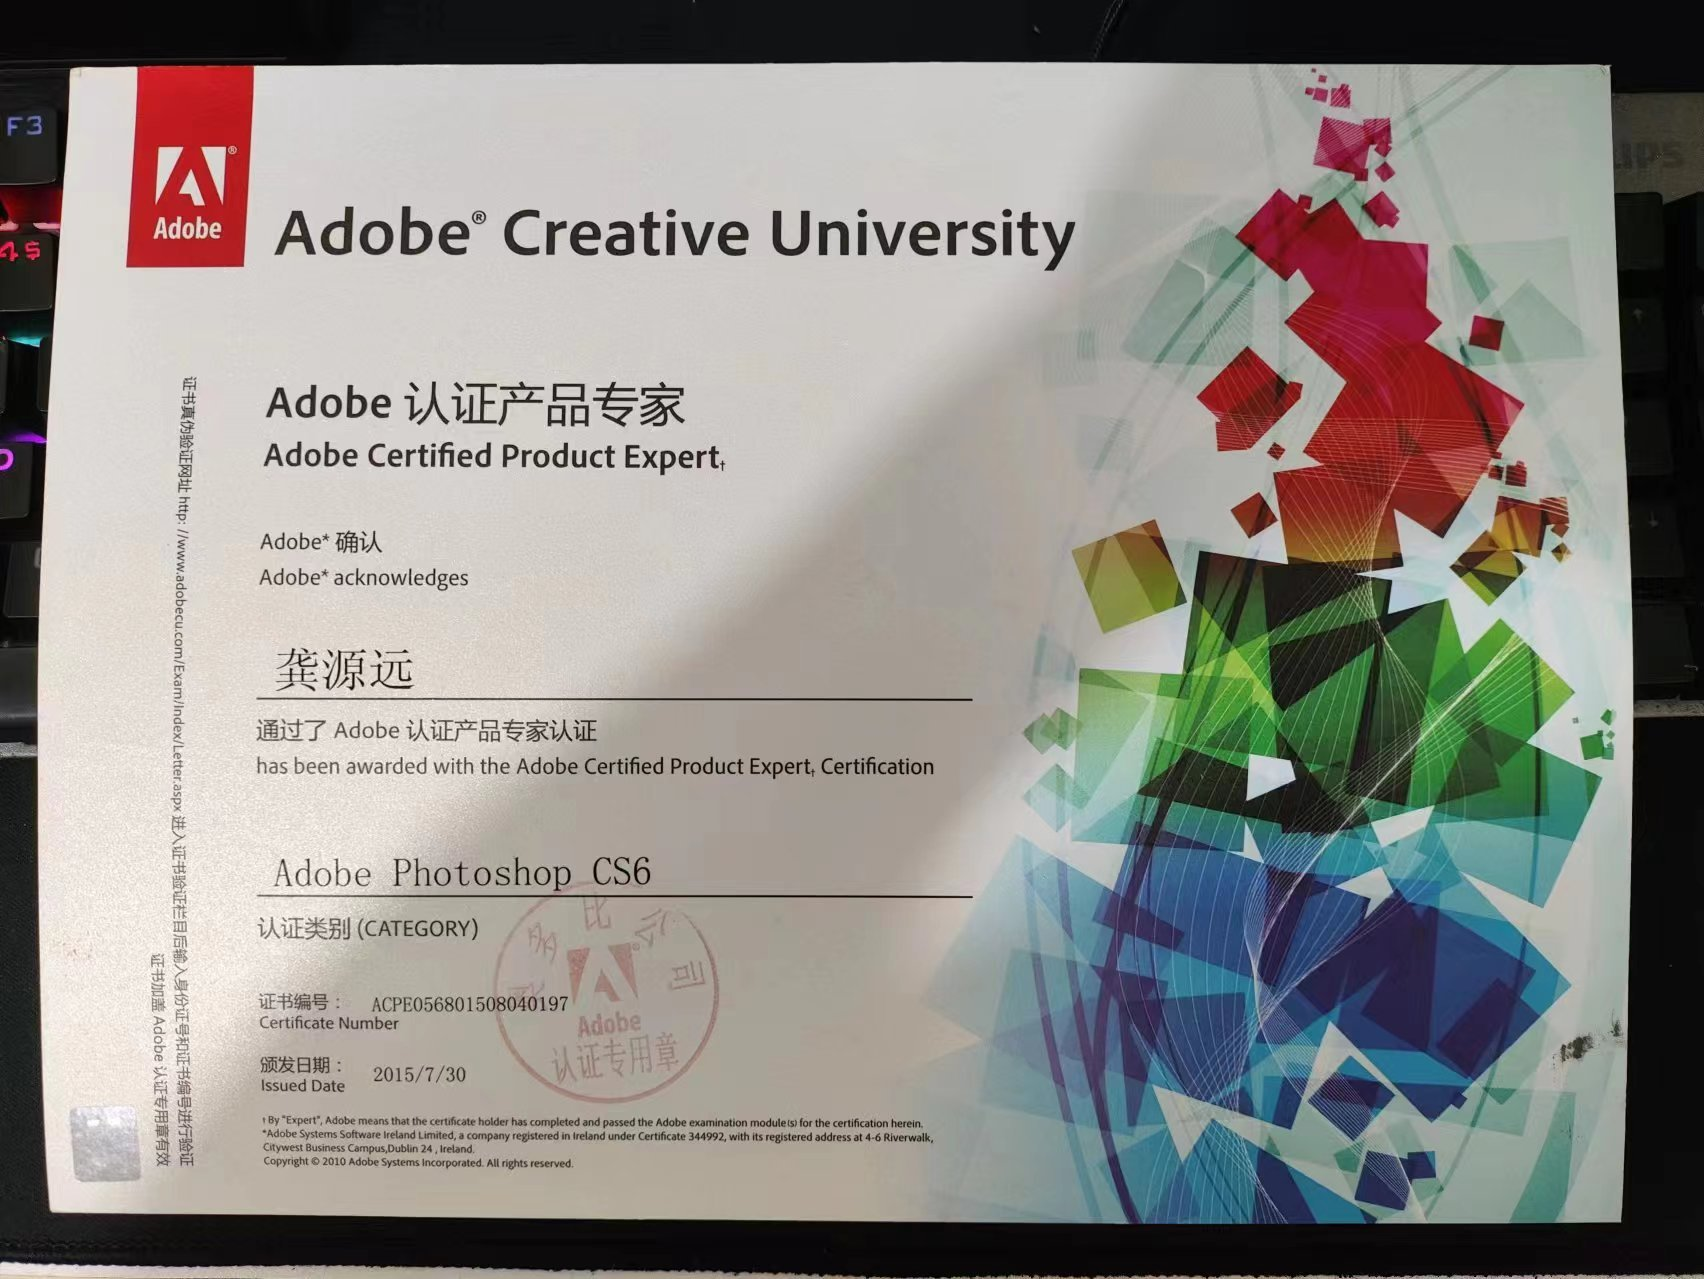 F3
4 $
Adobe
Adobe® Creative University
Adobe 认证产品专家
Adobe Certified Product Expert†
Adobe* 确认
Adobe* acknowledges
龚源远
通过了 Adobe 认证产品专家认证
has been awarded with the Adobe Certified Product Expert† Certification
Adobe Photoshop CS6
认证类别 (CATEGORY)
证书编号： ACPE056801508040197
Certificate Number
颁发日期： 2015/7/30
Issued Date
多比公司
Adobe
认证专用章
† By "Expert", Adobe means that the certificate holder has completed and passed the Adobe examination module(s) for the certification herein.
*Adobe Systems Software Ireland Limited, a company registered in Ireland under Certificate 344992, with its registered address at 4-6 Riverwalk,
Citywest Business Campus,Dublin 24 , Ireland.
Copyright © 2010 Adobe Systems Incorporated. All rights reserved.
证书真伪验证网址 http: //www.adobecu.com/Exam/Index/Letter.aspx 进入证书验证栏目后输入身份证号和证书编号进行验证
证书加盖 Adobe 认证专用章有效